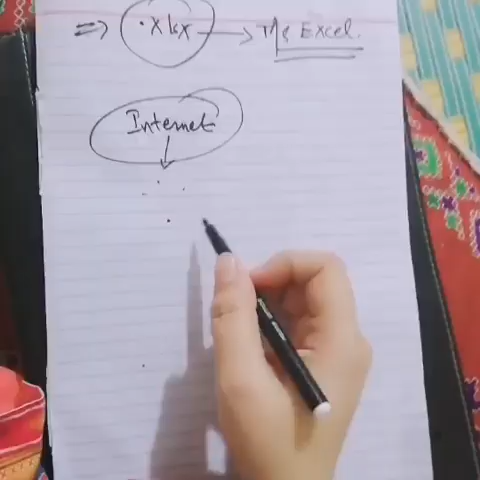 ⇒ .xlsx → Ms Excel.
Internet